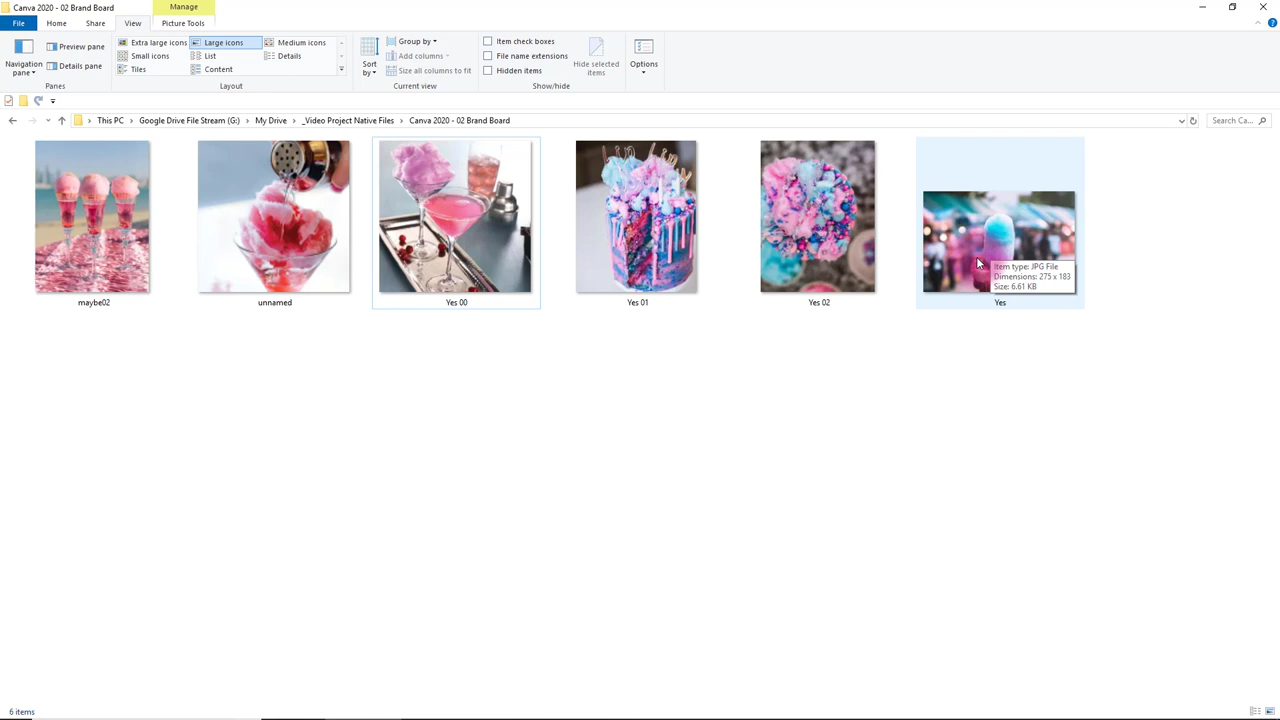 Canva 2020 - 02 Brand Board
Manage
File
Home
Share
View
Picture Tools
Navigation pane
Preview pane
Details pane
Panes
Extra large icons
Large icons
Medium icons
Small icons
List
Details
Tiles
Content
Layout
Sort by
Group by
Add columns
Size all columns to fit
Current view
Item check boxes
File name extensions
Hidden items
Hide selected items
Show/hide
Options
This PC > Google Drive File Stream (G:) > My Drive > _Video Project Native Files > Canva 2020 - 02 Brand Board
Search Ca...
maybe02
unnamed
Yes 00
Yes 01
Yes 02
Yes
Item type: JPG File
Dimensions: 275 x 183
Size: 6.61 KB
6 items